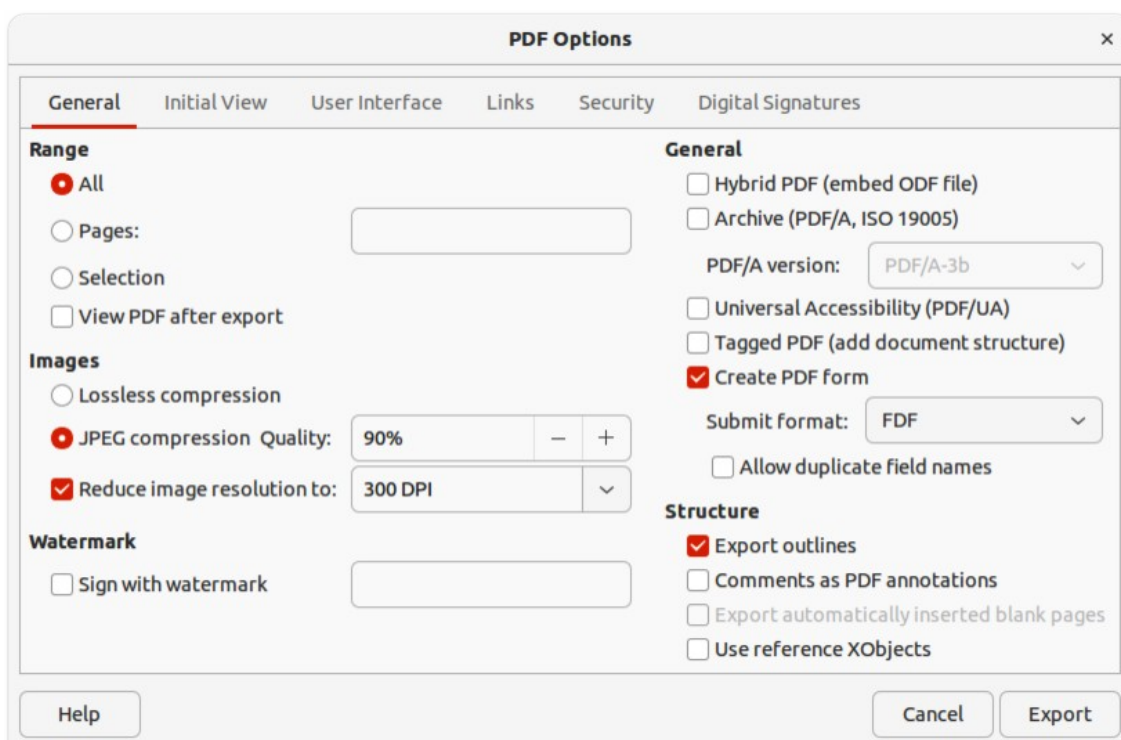 PDF Options
General Initial View User Interface Links Security Digital Signatures
Range
All
Pages:
Selection
View PDF after export
Images
Lossless compression
JPEG compression Quality: 90%
Reduce image resolution to: 300 DPI
Watermark
Sign with watermark
General
Hybrid PDF (embed ODF file)
Archive (PDF/A, ISO 19005)
PDF/A version: PDF/A-3b
Universal Accessibility (PDF/UA)
Tagged PDF (add document structure)
Create PDF form
Submit format: FDF
Allow duplicate field names
Structure
Export outlines
Comments as PDF annotations
Export automatically inserted blank pages
Use reference XObjects
Help Cancel Export